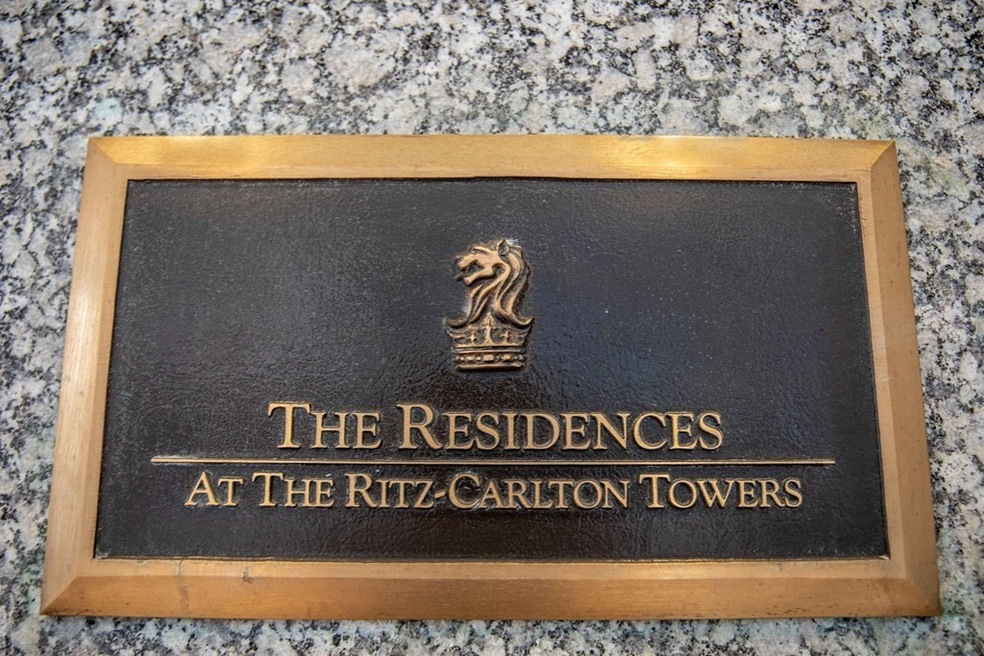 THE RESIDENCES
AT THE RITZ-CARLTON TOWERS